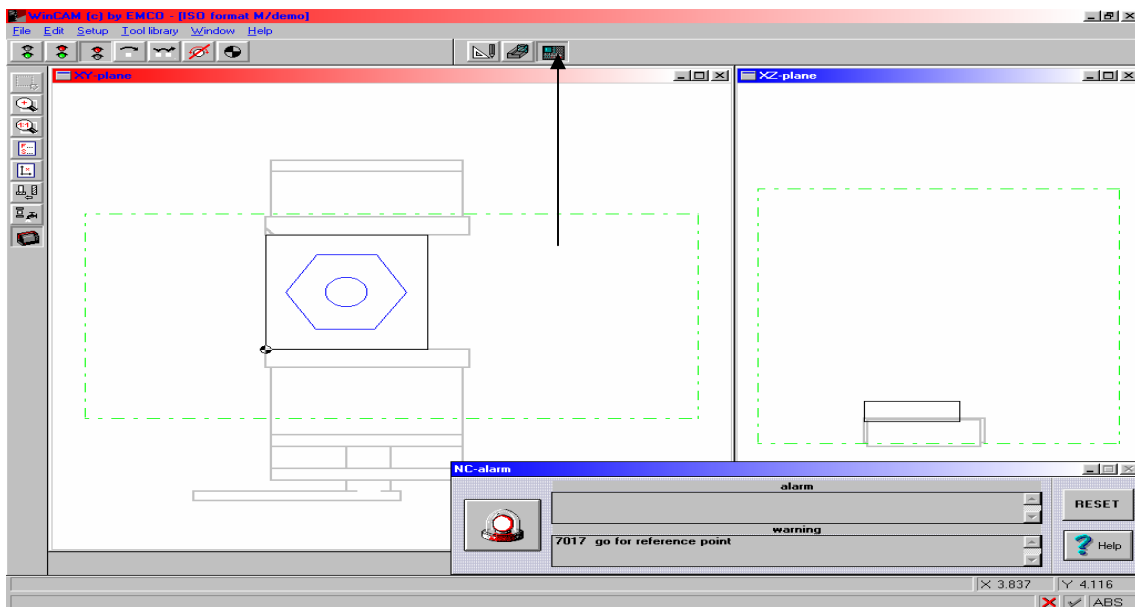 WinCAM (c) by EMCO - [ISO format M/demo]
File Edit Setup Tool library Window Help
XY-plane
XZ-plane
NC-alarm
alarm
RESET
warning
7017 go for reference point
? Help
X 3.837 Y 4.116
ABS